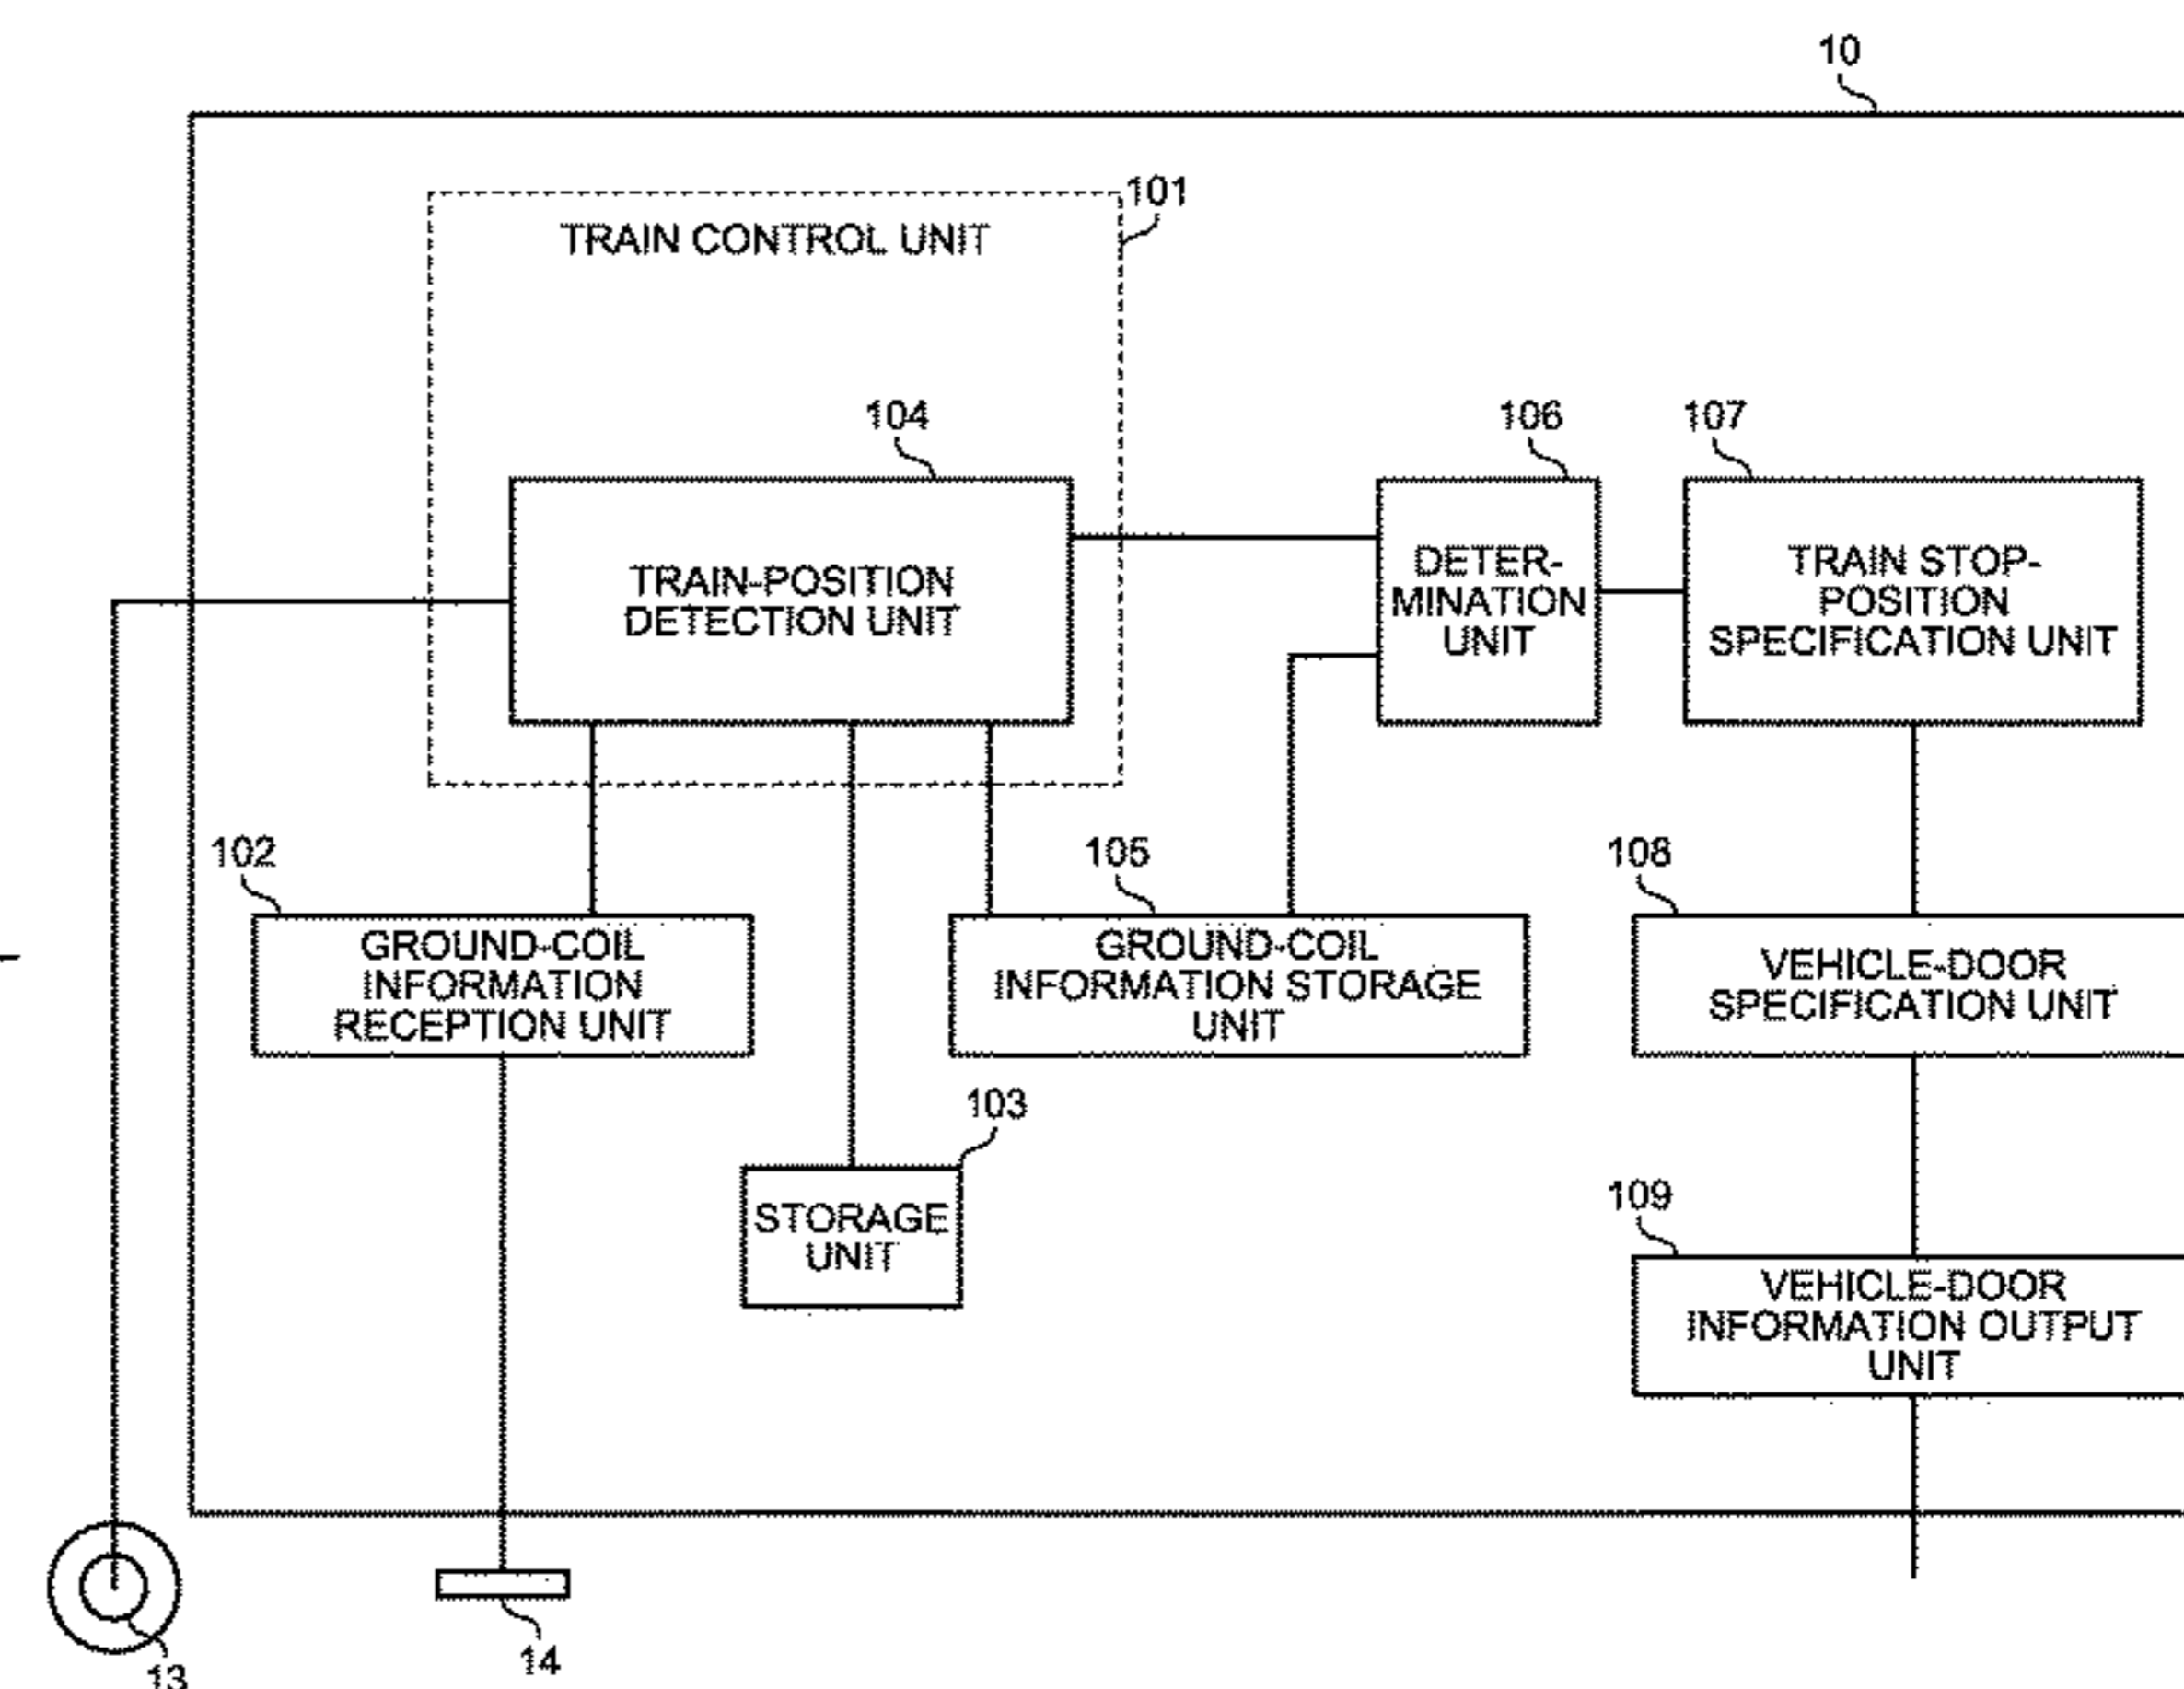 10
101
TRAIN CONTROL UNIT
104
106
107
TRAIN-POSITION
DETECTION UNIT
DETER-
MINATION
UNIT
TRAIN STOP-
POSITION
SPECIFICATION UNIT
102
105
108
GROUND-COIL
INFORMATION
RECEPTION UNIT
GROUND-COIL
INFORMATION STORAGE
UNIT
VEHICLE-DOOR
SPECIFICATION UNIT
103
STORAGE
UNIT
109
VEHICLE-DOOR
INFORMATION OUTPUT
UNIT
13
14